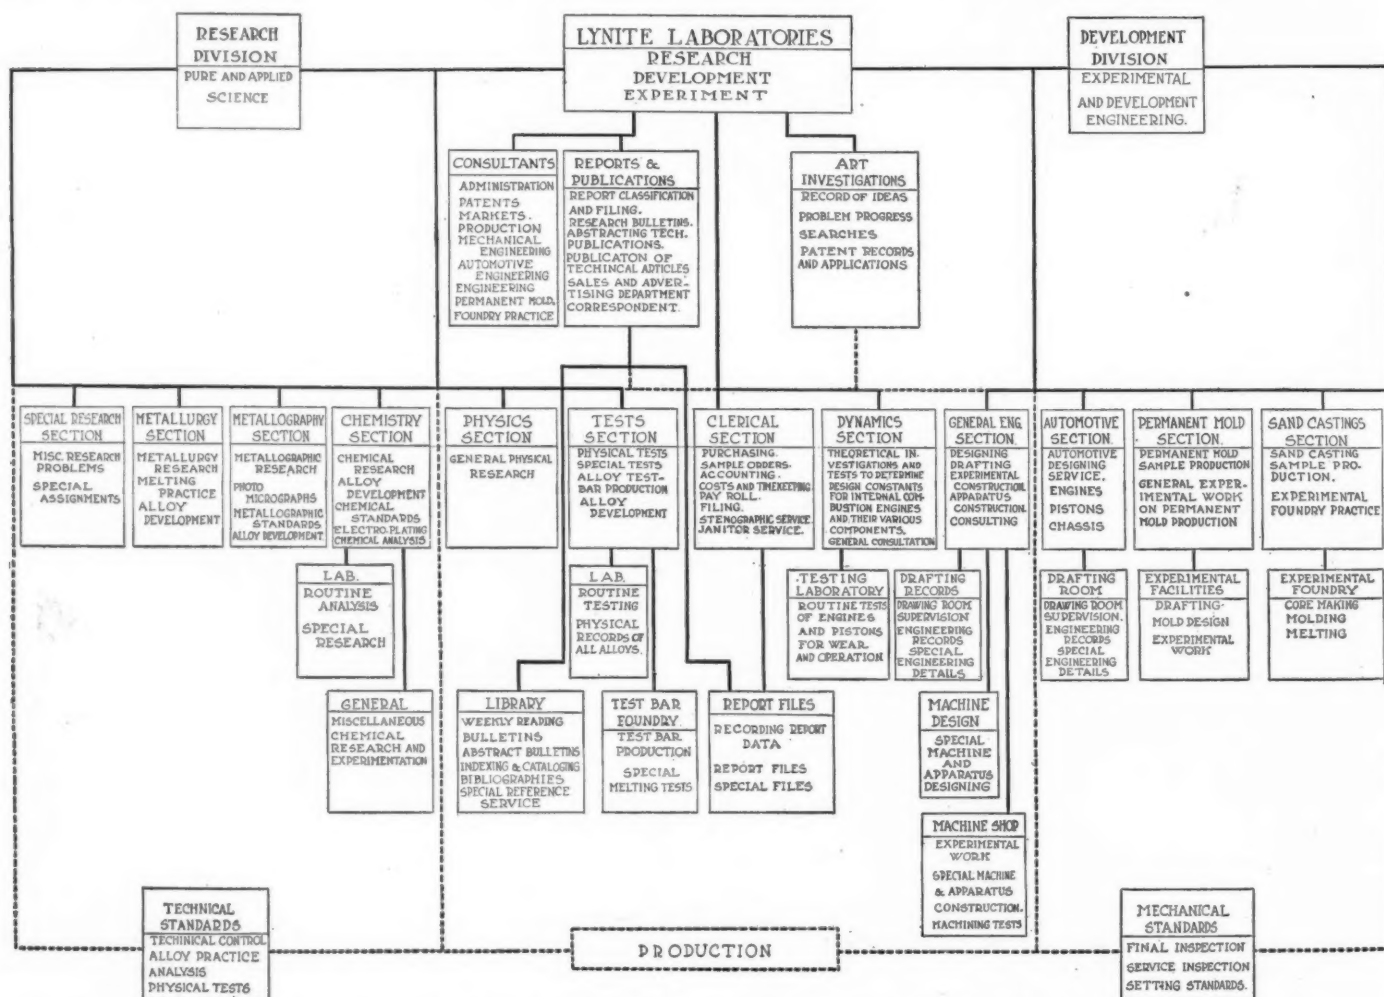 RESEARCH
DIVISION
PURE AND APPLIED
SCIENCE
LYNITE LABORATORIES
RESEARCH
DEVELOPMENT
EXPERIMENT
DEVELOPMENT
DIVISION
EXPERIMENTAL
AND DEVELOPMENT
ENGINEERING.
CONSULTANTS
ADMINISTRATION
PATENTS
MARKETS.
PRODUCTION
MECHANICAL
ENGINEERING
AUTOMOTIVE
ENGINEERING
ENGINEERING
PERMANENT MOLD.
FOUNDRY PRACTICE
REPORTS &
PUBLICATIONS
REPORT CLASSIFICATION
AND FILING.
RESEARCH BULLETINS.
ABSTRACTING TECH.
PUBLICATIONS.
PUBLICATON OF
TECHINCAL ARTICLES
SALES AND ADVER-
TISING DEPARTMENT
CORRESPONDENT.
ART
INVESTIGATIONS
RECORD OF IDEAS
PROBLEM PROGRESS
SEARCHES
PATENT RECORDS
AND APPLICATIONS
SPECIAL RESEARCH
SECTION
MISC. RESEARCH
PROBLEMS
SPECIAL
ASSIGNMENTS
METALLURGY
SECTION
METALLURGY
RESEARCH
MELTING
PRACTICE
ALLOY
DEVELOPMENT
METALLOGRAPHY
SECTION
METALLOGRAPHIC
RESEARCH
PHOTO
MICROGRAPHS
METALLOGRAPHIC
STANDARDS
ALLOY DEVELOPMENT.
CHEMISTRY
SECTION
CHEMICAL
RESEARCH
ALLOY
DEVELOPMENT
CHEMICAL
STANDARDS
ELECTRO-PLATING
CHEMICAL ANALYSIS
PHYSICS
SECTION
GENERAL PHYSICAL
RESEARCH
TESTS
SECTION
PHYSICAL TESTS
SPECIAL TESTS
ALLOY TEST-
BAR PRODUCTION
ALLOY
DEVELOPMENT
CLERICAL
SECTION
PURCHASING.
SAMPLE ORDERS.
ACCOUNTING.
COSTS AND TIMEKEEPING
PAY ROLL.
FILING.
STENOGRAPHIC SERVICE.
JANITOR SERVICE.
DYNAMICS
SECTION
THEORETICAL IN-
VESTIGATIONS AND
TESTS TO DETERMINE
DESIGN CONSTANTS
FOR INTERNAL COM-
BUSTION ENGINES
AND THEIR VARIOUS
COMPONENTS.
GENERAL CONSULTATION
GENERAL ENG.
SECTION.
DESIGNING
DRAFTING
EXPERIMENTAL
CONSTRUCTION.
APPARATUS
CONSTRUCTION.
CONSULTING
AUTOMOTIVE
SECTION.
AUTOMOTIVE
DESIGNING
SERVICE.
ENGINES
PISTONS
CHASSIS
PERMANENT MOLD
SECTION.
PERMANENT MOLD
SAMPLE PRODUCTION
GENERAL EXPER-
IMENTAL WORK
ON PERMANENT
MOLD PRODUCTION
SAND CASTINGS
SECTION
SAND CASTING
SAMPLE PRO-
DUCTION.
EXPERIMENTAL
FOUNDRY PRACTICE
LAB.
ROUTINE
ANALYSIS
SPECIAL
RESEARCH
LAB.
ROUTINE
TESTING
PHYSICAL
RECORDS OF
ALL ALLOYS.
TESTING
LABORATORY
ROUTINE TESTS
OF ENGINES
AND PISTONS
FOR WEAR
AND OPERATION
DRAFTING
RECORDS
DRAWING ROOM
SUPERVISION
ENGINEERING
RECORDS
SPECIAL
ENGINEERING
DETAILS
DRAFTING
ROOM
DRAWING ROOM
SUPERVISION.
ENGINEERING
RECORDS
SPECIAL
ENGINEERING
DETAILS
EXPERIMENTAL
FACILITIES
DRAFTING-
MOLD DESIGN
EXPERIMENTAL
WORK
EXPERIMENTAL
FOUNDRY
CORE MAKING
MOLDING
MELTING
GENERAL
MISCELLANEOUS
CHEMICAL
RESEARCH AND
EXPERIMENTATION
LIBRARY
WEEKLY READING
BULLETINS
ABSTRACT BULLETINS
INDEXING & CATALOGING
BIBLIOGRAPHIES
SPECIAL REFERENCE
SERVICE
TEST BAR
FOUNDRY.
TEST BAR
PRODUCTION
SPECIAL
MELTING TESTS
REPORT FILES
RECORDING REPORT
DATA
REPORT FILES
SPECIAL FILES
MACHINE
DESIGN
SPECIAL
MACHINE
AND
APPARATUS
DESIGNING
MACHINE SHOP
EXPERIMENTAL
WORK
SPECIAL MACHINE
& APPARATUS
CONSTRUCTION.
MACHINING TESTS
TECHNICAL
STANDARDS
TECHINICAL CONTROL
ALLOY PRACTICE
ANALYSIS
PHYSICAL TESTS
PRODUCTION
MECHANICAL
STANDARDS
FINAL INSPECTION
SERVICE INSPECTION
SETTING STANDARDS.